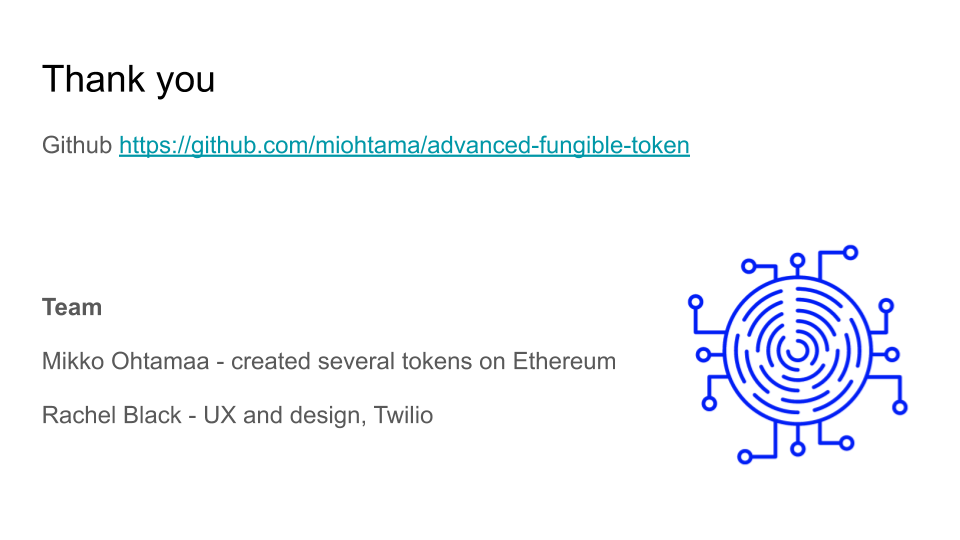 Thank you
Github https://github.com/miohtama/advanced-fungible-token
Team
Mikko Ohtamaa - created several tokens on Ethereum
Rachel Black - UX and design, Twilio